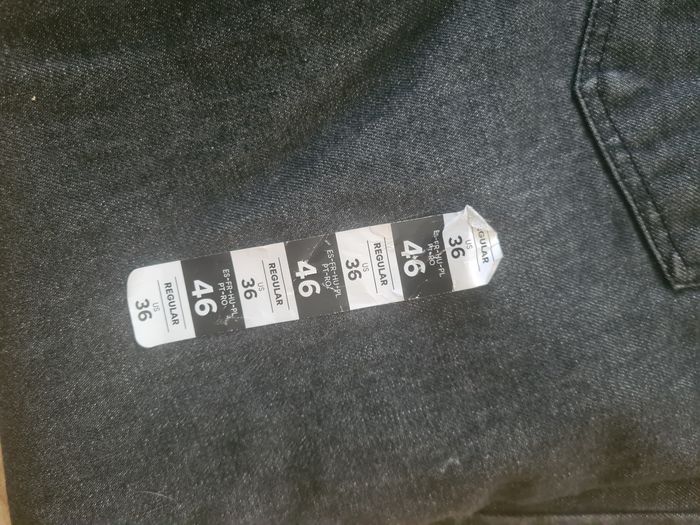 GULAR
US
36
ES-FR-HU-PL
PT-RO
46
REGULAR
US
36
ES-FR-HU-PL
PT-RO
46
REGULAR
US
36
ES-FR-HU-PL
PT-RO
46
REGULAR
US
36